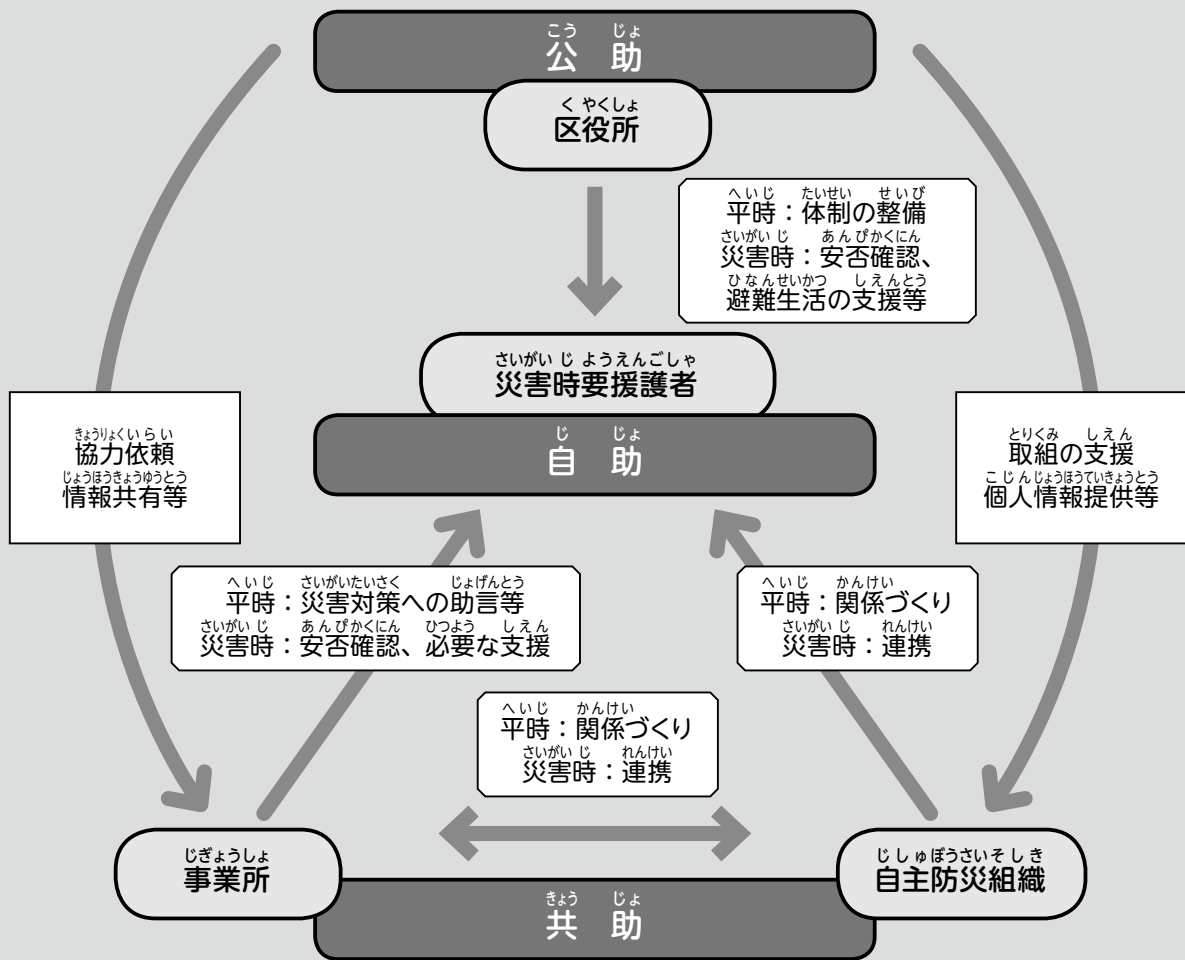 こう じょ
公 助
く やくしょ
区役所
へいじ たいせい せいび
平時：体制の整備
さいがい じ あんぴかくにん
災害時：安否確認、
ひなんせいかつ しえんとう
避難生活の支援等
さいがい じ ようえんごしゃ
災害時要援護者
じ じょ
自 助
きょうりょくいらい
協力依頼
じょうほうきょうゆうとう
情報共有等
とりくみ しえん
取組の支援
こじんじょうほうていきょうとう
個人情報提供等
へいじ さいがいたいさく じょげんとう
平時：災害対策への助言等
さいがい じ あんぴかくにん ひつよう しえん
災害時：安否確認、必要な支援
へいじ かんけい
平時：関係づくり
さいがい じ れんけい
災害時：連携
へいじ かんけい
平時：関係づくり
さいがい じ れんけい
災害時：連携
じぎょうしょ
事業所
じしゅぼうさいそしき
自主防災組織
きょう じょ
共 助